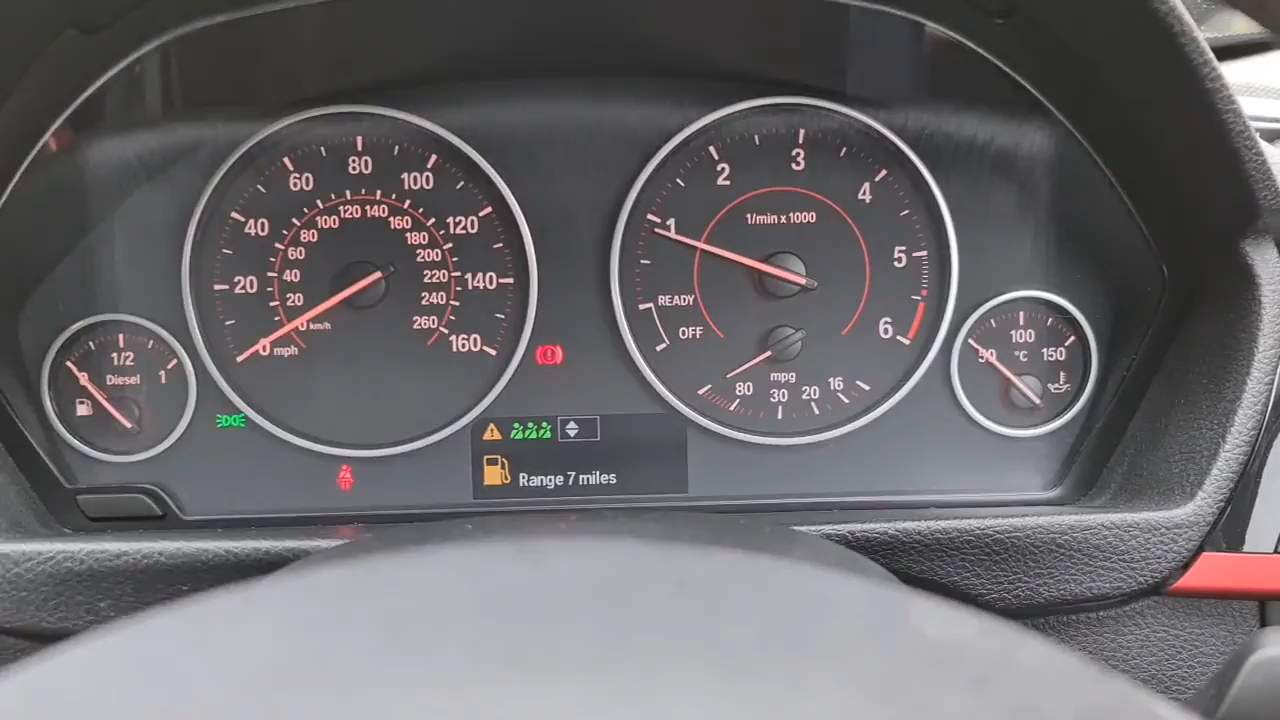 20 40 60 80 100 120 140 160
0 mph
20 40 60 80 100 120 140 160 180 200 220 240 260
0 km/h
1 2 3 4 5 6
1/min x 1000
READY
OFF
mpg
80 30 20 16
0 1/2 1
Diesel
50 100 150
°C
Range 7 miles